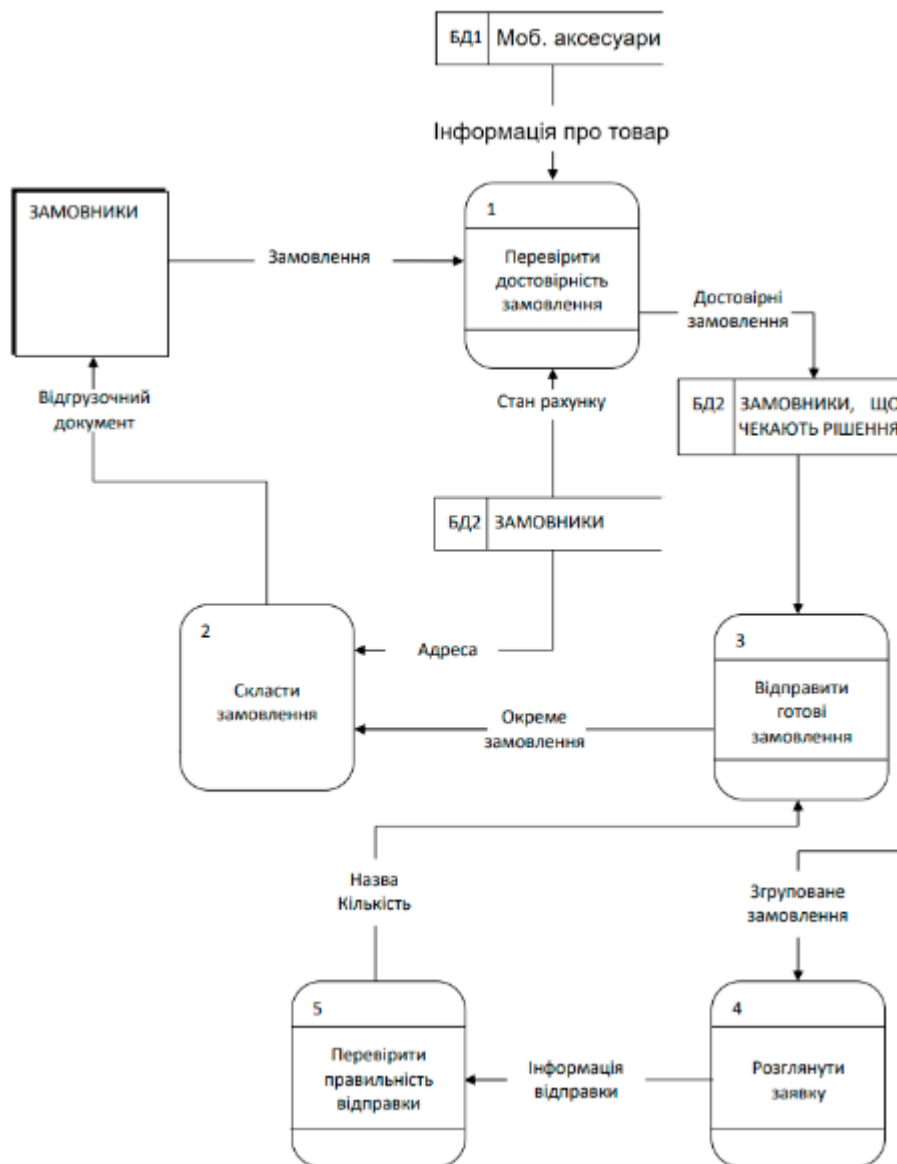 БД1 Моб. аксесуари
Інформація про товар
ЗАМОВНИКИ
Замовлення
1
Перевірити
достовірність
замовлення
Достовірні
замовлення
Відгрузочний
документ
Стан рахунку
БД2 ЗАМОВНИКИ, ЩО
ЧЕКАЮТЬ РІШЕННЯ
БД2 ЗАМОВНИКИ
2
Скласти
замовлення
Адреса
3
Відправити
готові
замовлення
Окреме
замовлення
Назва
Кількість
Згруповане
замовлення
5
Перевірити
правильність
відправки
Інформація
відправки
4
Розглянути
заявку